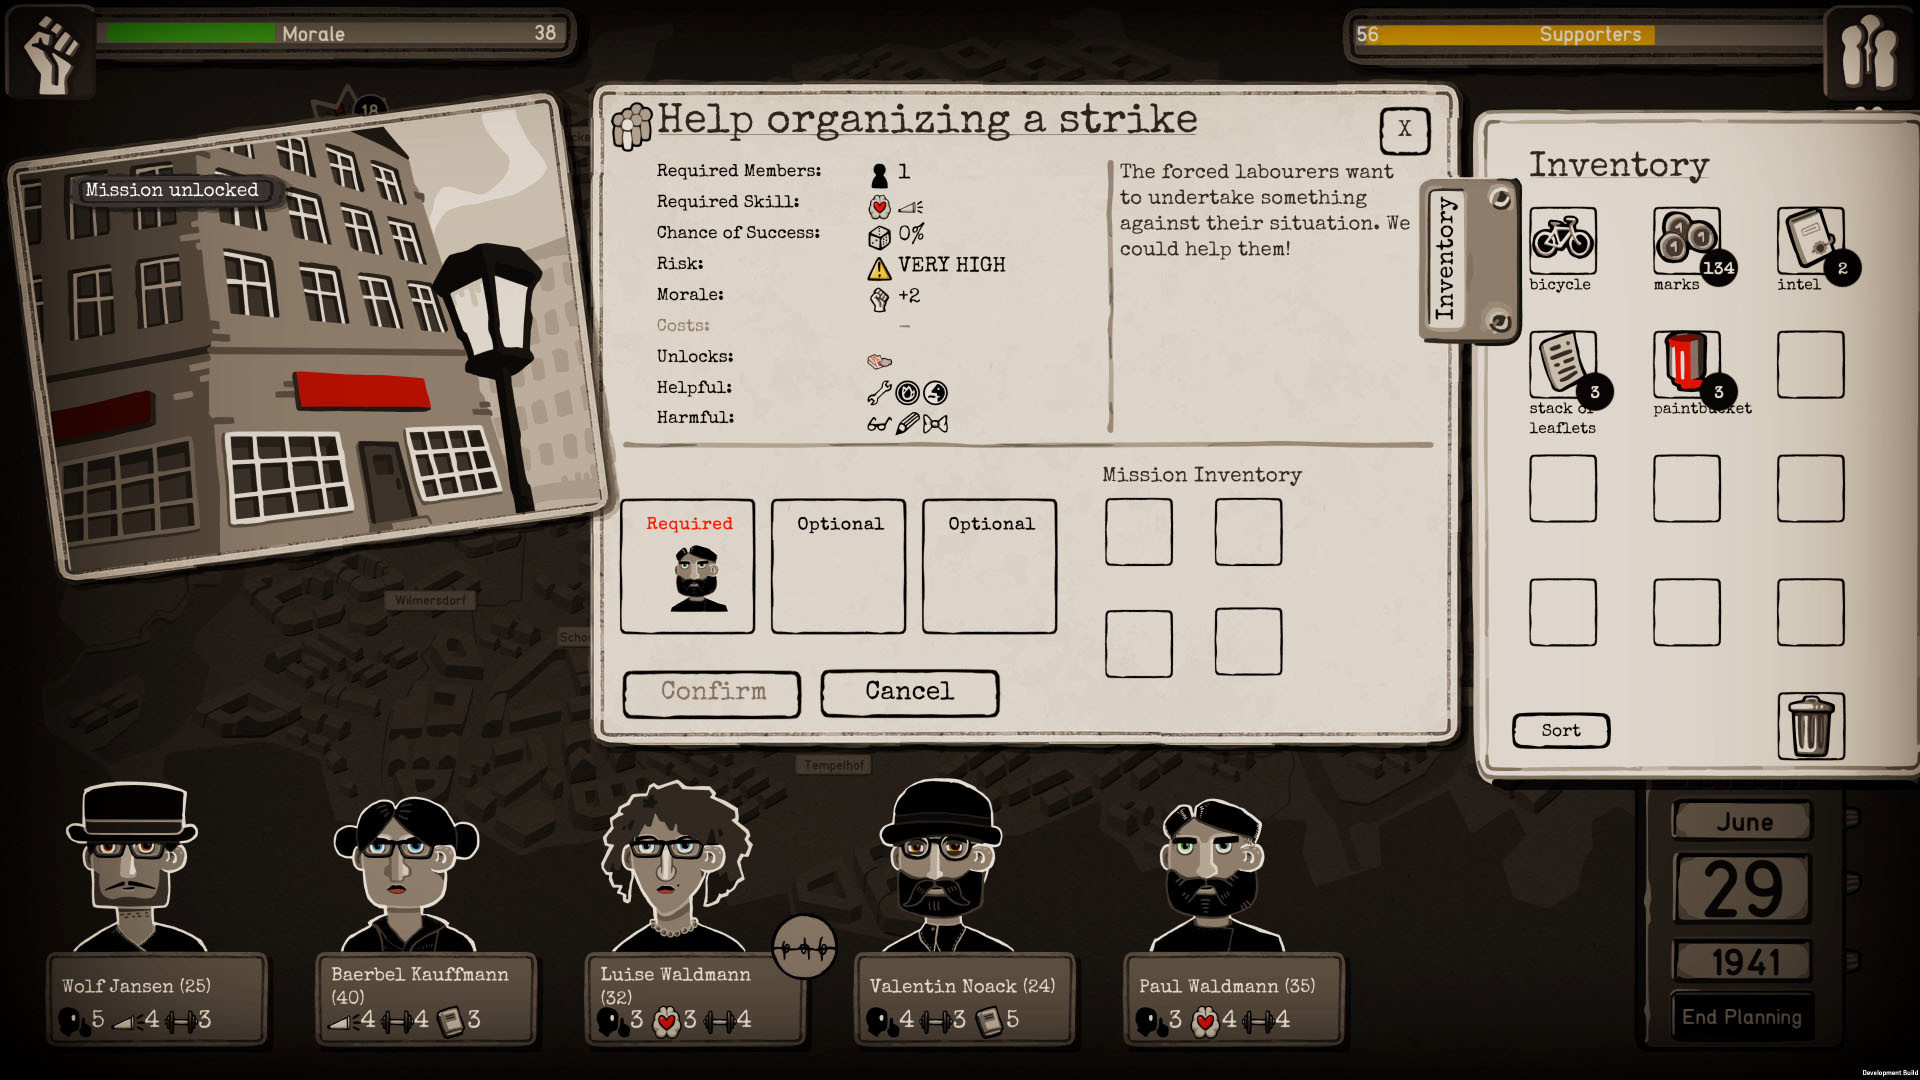 Morale
38
56
Supporters
18
Mission unlocked
Help organizing a strike
X
Required Members:
1
Required Skill:
Chance of Success:
0%
Risk:
VERY HIGH
Morale:
+2
Costs:
–
Unlocks:
Helpful:
Harmful:
The forced labourers want
to undertake something
against their situation. We
could help them!
Required
Optional
Optional
Mission Inventory
Confirm
Cancel
Inventory
Inventory
bicycle
134
marks
2
intel
3
stack of
leaflets
3
paintbucket
Sort
Wilmersdorf
Tempelhof
Wolf Jansen (25)
5 4 3
Baerbel Kauffmann
(40)
4 4 3
Luise Waldmann
(32)
3 3 4
Valentin Noack (24)
4 3 5
Paul Waldmann (35)
3 4 4
June
29
1941
End Planning
Development Build